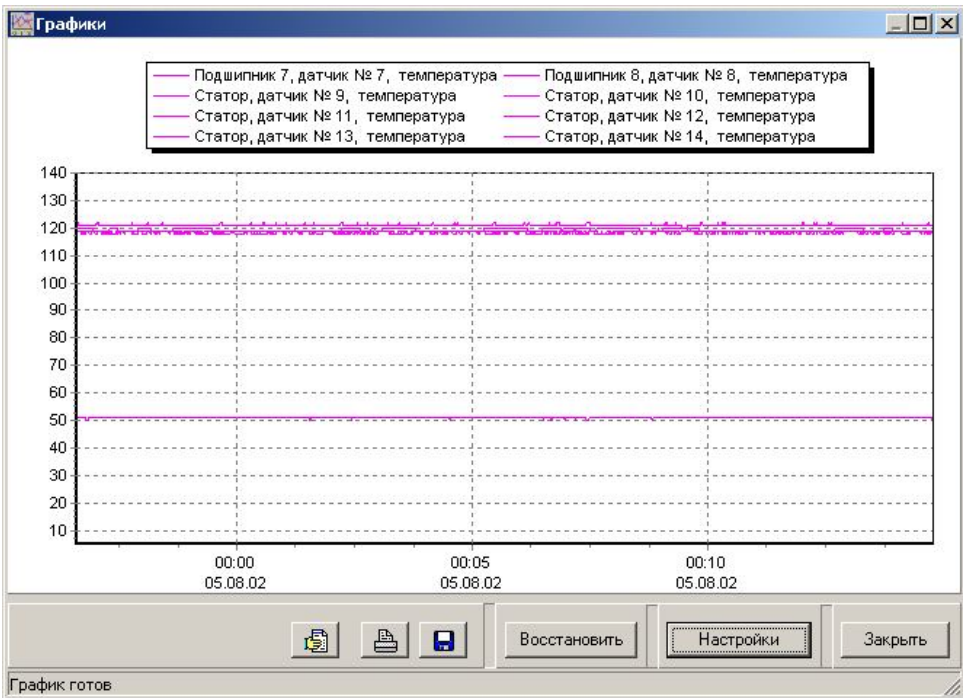 Графики
Подшипник 7, датчик № 7, температура Подшипник 8, датчик № 8, температура
Статор, датчик № 9, температура Статор, датчик № 10, температура
Статор, датчик № 11, температура Статор, датчик № 12, температура
Статор, датчик № 13, температура Статор, датчик № 14, температура
140
130
120
110
100
90
80
70
60
50
40
30
20
10
00:00 00:05 00:10
05.08.02 05.08.02 05.08.02
Восстановить Настройки Закрыть
График готов